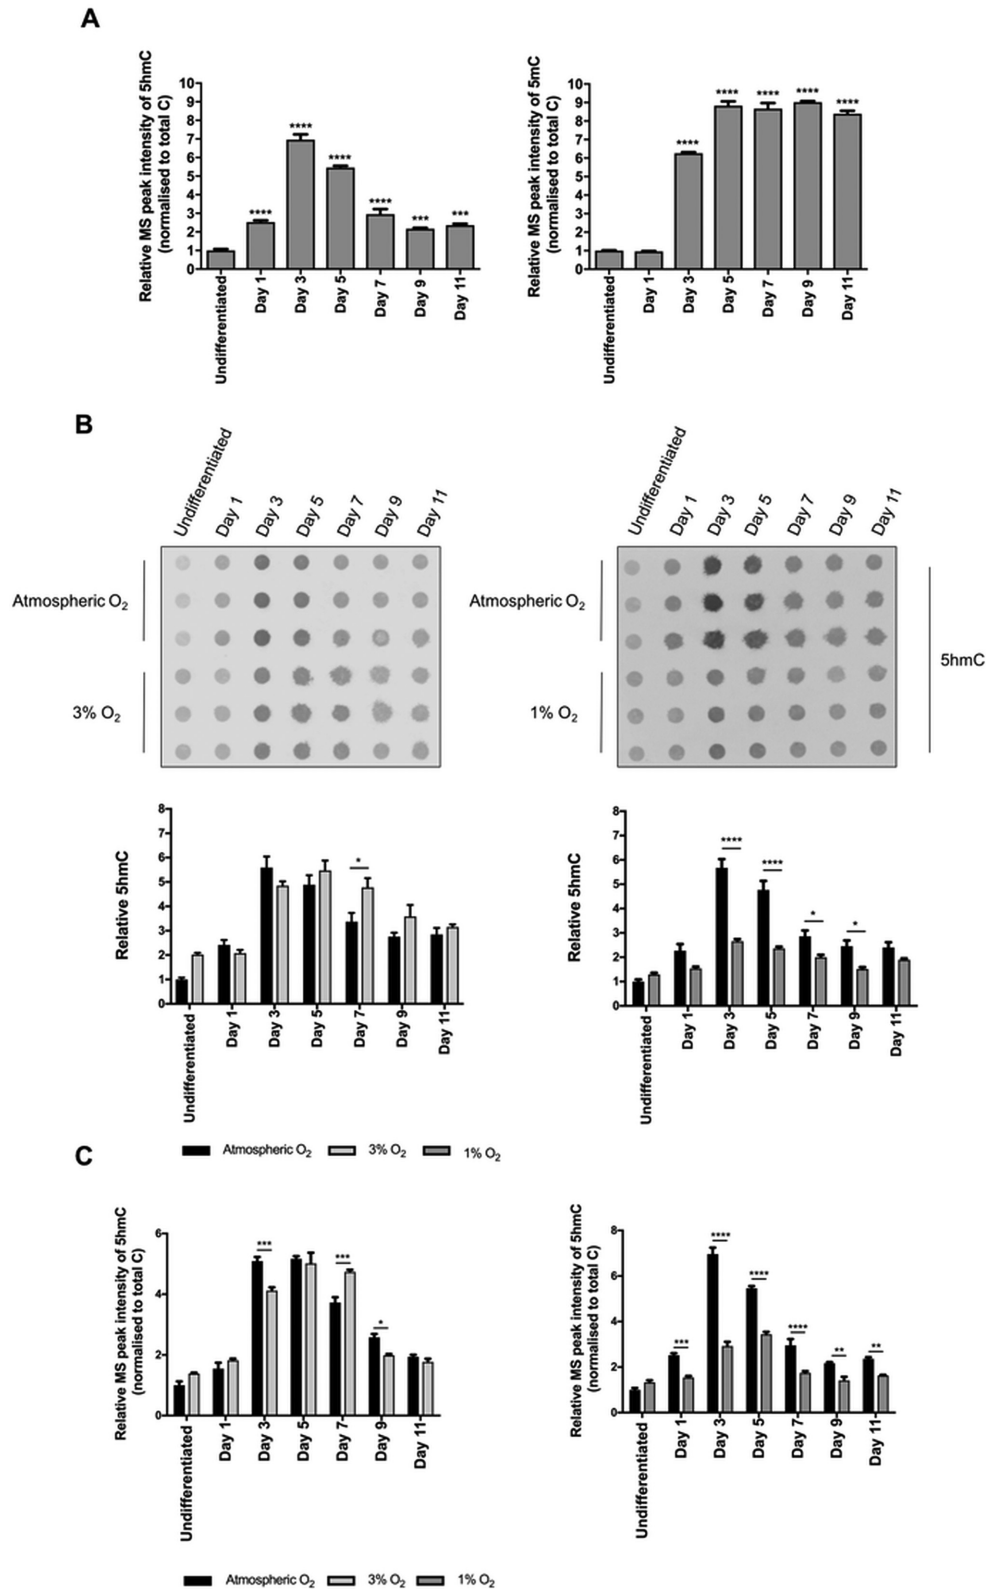 A
Relative MS peak intensity of 5hmC
(normalised to total C)
10
9
8
7
6
5
4
3
2
1
0
****
****
****
****
***
***
Undifferentiated
Day 1
Day 3
Day 5
Day 7
Day 9
Day 11
Relative MS peak intensity of 5mC
(normalised to total C)
10
9
8
7
6
5
4
3
2
1
0
****
****
****
****
****
Undifferentiated
Day 1
Day 3
Day 5
Day 7
Day 9
Day 11
B
Undifferentiated
Day 1
Day 3
Day 5
Day 7
Day 9
Day 11
Atmospheric O2
3% O2
Undifferentiated
Day 1
Day 3
Day 5
Day 7
Day 9
Day 11
Atmospheric O2
1% O2
5hmC
Relative 5hmC
8
7
6
5
4
3
2
1
0
*
Undifferentiated
Day 1
Day 3
Day 5
Day 7
Day 9
Day 11
Relative 5hmC
8
7
6
5
4
3
2
1
0
****
****
*
*
Undifferentiated
Day 1
Day 3
Day 5
Day 7
Day 9
Day 11
Atmospheric O2 3% O2 1% O2
C
Relative MS peak intensity of 5hmC
(normalised to total C)
6
4
2
0
***
***
*
Undifferentiated
Day 1
Day 3
Day 5
Day 7
Day 9
Day 11
Relative MS peak intensity of 5hmC
(normalised to total C)
8
6
4
2
0
***
****
****
****
**
**
Undifferentiated
Day 1
Day 3
Day 5
Day 7
Day 9
Day 11
Atmospheric O2 3% O2 1% O2